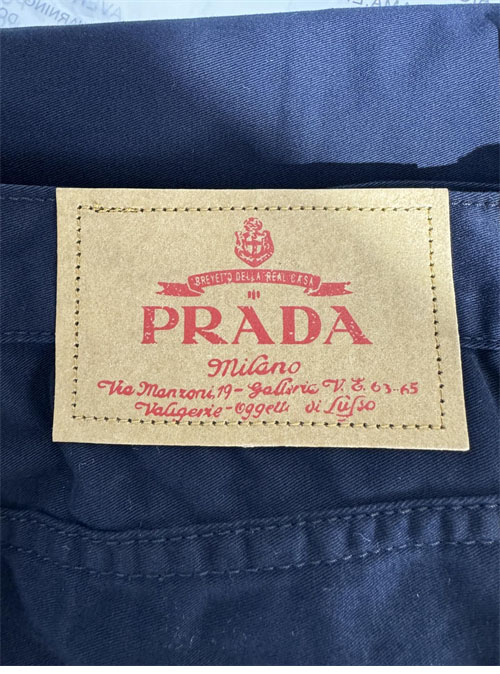 BREVETTO DELLA REAL CASA
PRADA
Milano
Via Manzoni, 19 - Galleria V. E. 63-65
Valigerie - Oggetti di Lusso